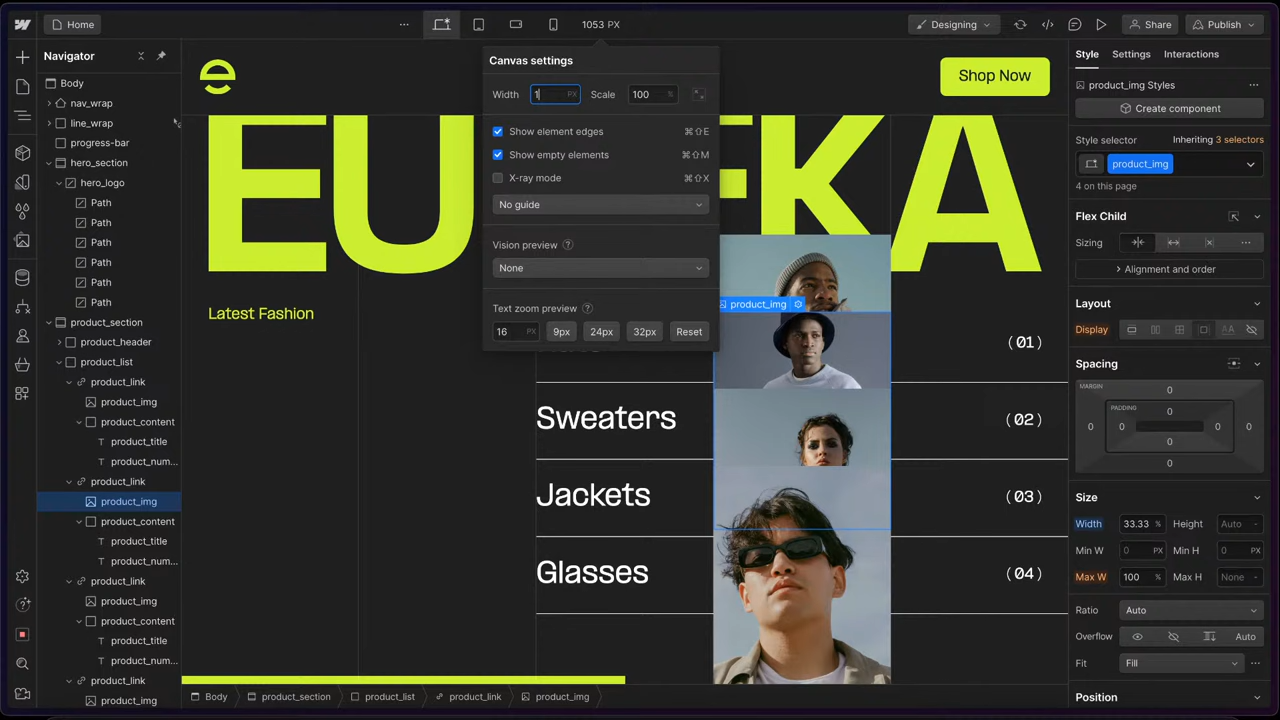 Home
1053 PX
Designing
Share
Publish
Navigator
Body
nav_wrap
line_wrap
progress-bar
hero_section
hero_logo
Path
Path
Path
Path
Path
Path
product_section
product_header
product_list
product_link
product_img
product_content
product_title
product_num...
product_link
product_img
product_content
product_title
product_num...
product_link
product_img
product_content
product_title
product_num...
product_link
product_img
Shop Now
Latest Fashion
Canvas settings
Width 1 PX Scale 100 %
Show element edges ⌘⇧E
Show empty elements ⌘⇧M
X-ray mode ⌘⇧X
No guide
Vision preview ?
None
Text zoom preview ?
16 PX 9px 24px 32px Reset
product_img
(01)
Sweaters (02)
Jackets (03)
Glasses (04)
Body product_section product_list product_link product_img
Style Settings Interactions
product_img Styles
Create component
Style selector Inheriting 3 selectors
product_img
4 on this page
Flex Child
Sizing
Alignment and order
Layout
Display
Spacing
MARGIN
0
PADDING
0
0 0 0 0
0
0
Size
Width 33.33 % Height Auto
Min W 0 PX Min H 0 PX
Max W 100 % Max H None
Ratio Auto
Overflow Auto
Fit Fill
Position